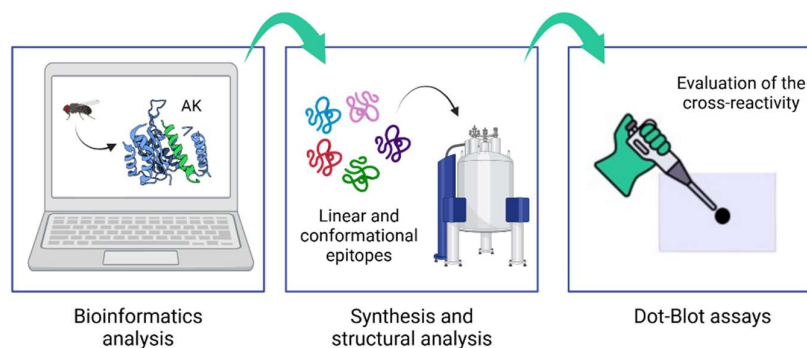 AK
Bioinformatics
analysis
Linear and
conformational
epitopes
Synthesis and
structural analysis
Evaluation of the
cross-reactivity
Dot-Blot assays